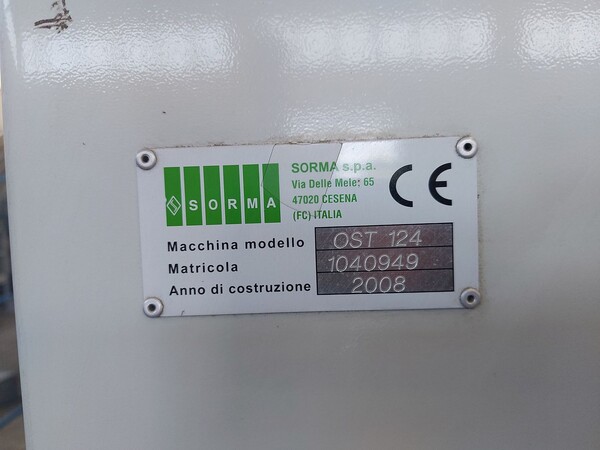 SORMA
SORMA s.p.a.
Via Delle Mele; 65
47020 CESENA
(FC) ITALIA
CE
Macchina modello OST 124
Matricola 1040949
Anno di costruzione 2008